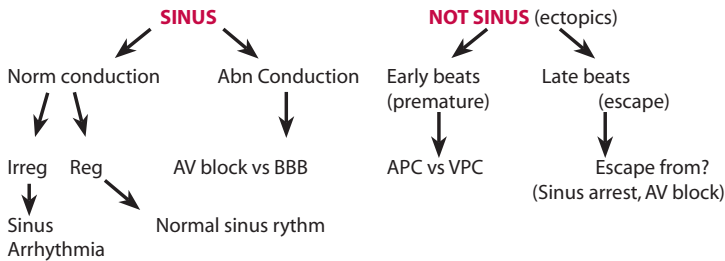 SINUS
NOT SINUS (ectopics)
Norm conduction
Abn Conduction
Early beats
(premature)
Late beats
(escape)
Irreg
Reg
AV block vs BBB
APC vs VPC
Escape from?
(Sinus arrest, AV block)
Sinus
Arrhythmia
Normal sinus rythm